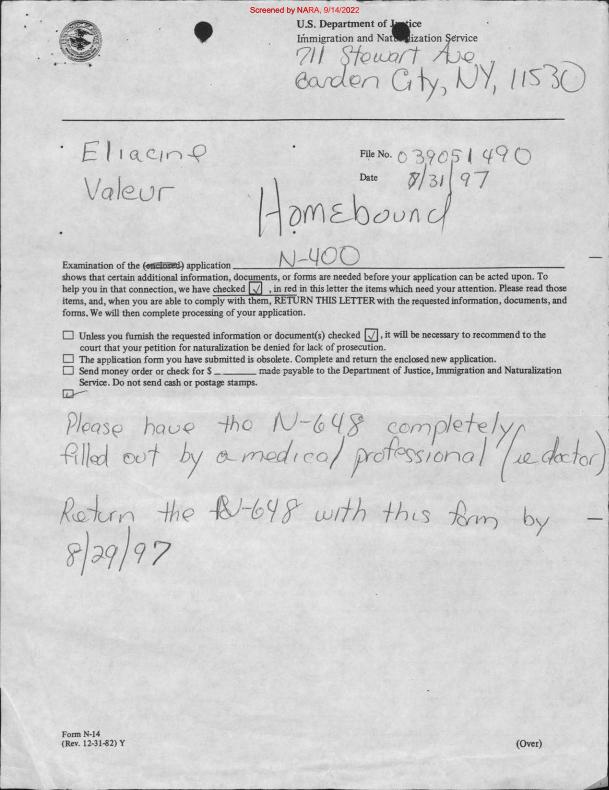 Screened by NARA, 9/14/2022
U.S. Department of Justice
Immigration and Naturalization Service
711 Stewart Ave
Garden City, NY, 11530
Eliacine
Valeur
File No. 039051490
Date 7/31/97
Homebound
Examination of the (enclosed) application N-400
shows that certain additional information, documents, or forms are needed before your application can be acted upon. To
help you in that connection, we have checked ☑, in red in this letter the items which need your attention. Please read those
items, and, when you are able to comply with them, RETURN THIS LETTER with the requested information, documents, and
forms. We will then complete processing of your application.
☐ Unless you furnish the requested information or document(s) checked ☑, it will be necessary to recommend to the
court that your petition for naturalization be denied for lack of prosecution.
☐ The application form you have submitted is obsolete. Complete and return the enclosed new application.
☐ Send money order or check for $ ________ made payable to the Department of Justice, Immigration and Naturalization
Service. Do not send cash or postage stamps.
☑
Please have the N-648 completely
filled out by a medical professional (ie doctor)
Return the N-648 with this form by
8/29/97
Form N-14
(Rev. 12-31-82) Y
(Over)